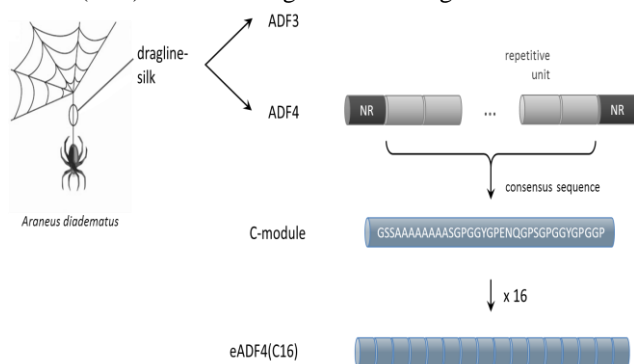 ADF3
dragline-
silk
repetitive
unit
ADF4
NR
...
NR
consensus sequence
Araneus diadematus
C-module
GSSAAAAAAAASGPGGYGPENQGPSGPGGYGPGGP
x 16
eADF4(C16)